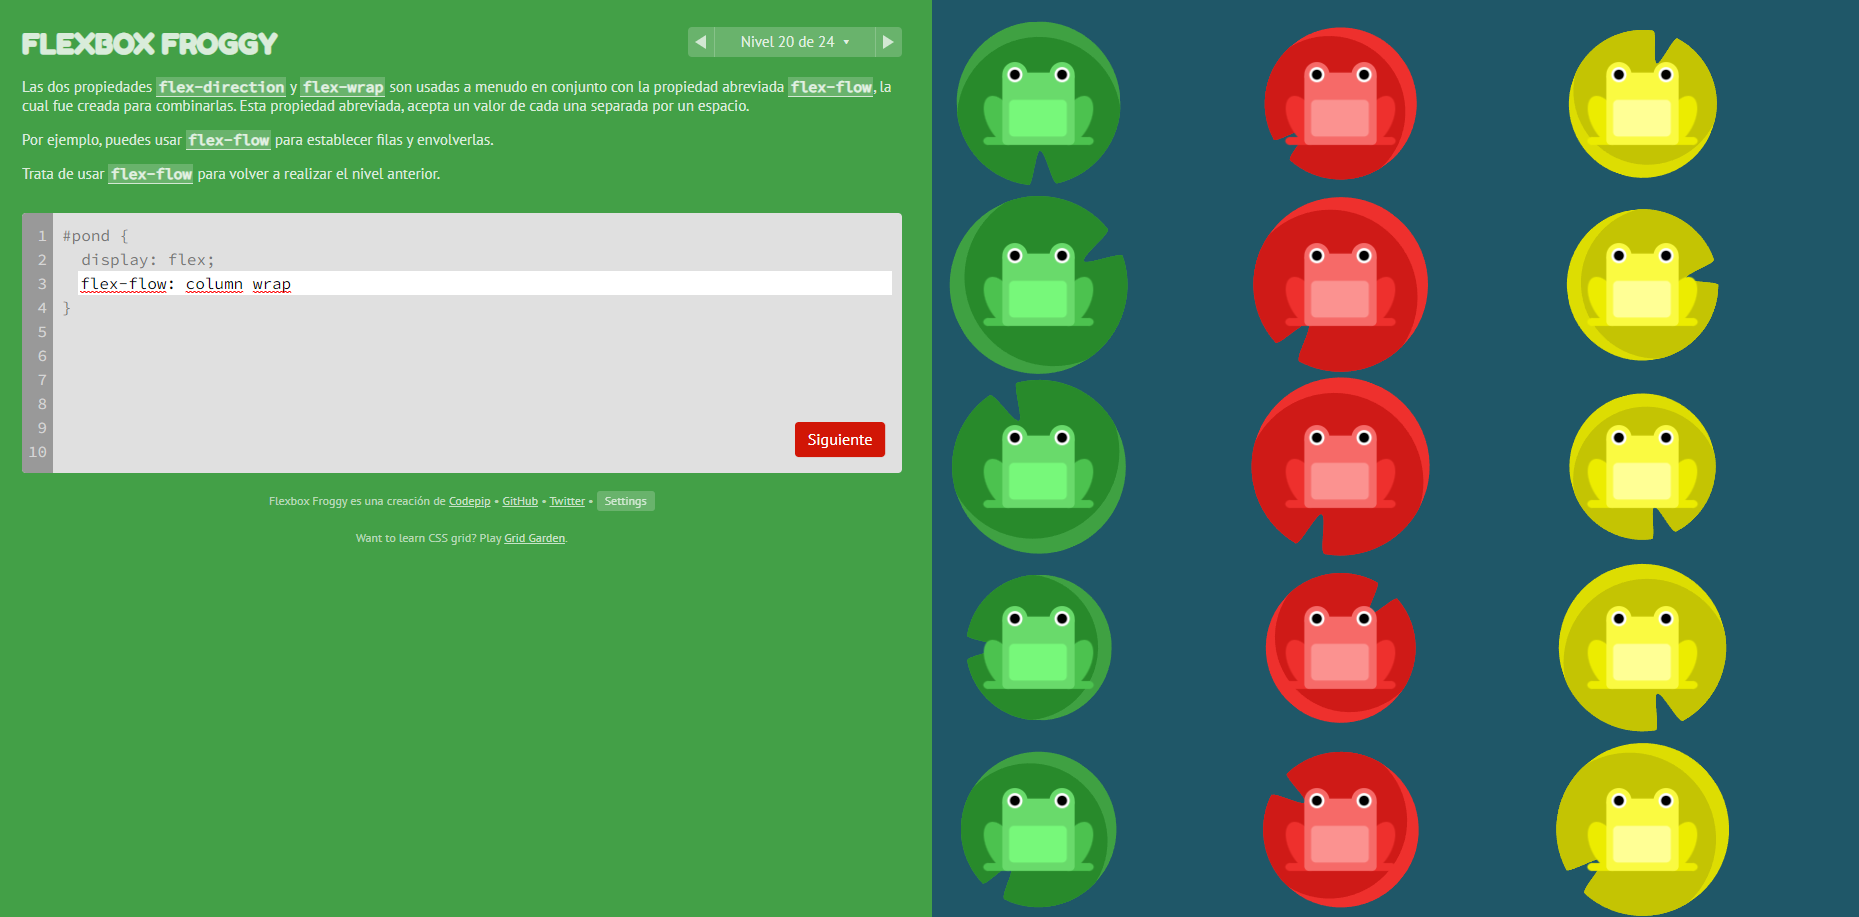 FLEXBOX FROGGY
Nivel 20 de 24
Las dos propiedades flex-direction y flex-wrap son usadas a menudo en conjunto con la propiedad abreviada flex-flow, la
cual fue creada para combinarlas. Esta propiedad abreviada, acepta un valor de cada una separada por un espacio.
Por ejemplo, puedes usar flex-flow para establecer filas y envolverlas.
Trata de usar flex-flow para volver a realizar el nivel anterior.
1 #pond {
2 display: flex;
3 flex-flow: column wrap
4 }
5
6
7
8
9
10
Siguiente
Flexbox Froggy es una creación de Codepip • GitHub • Twitter • Settings
Want to learn CSS grid? Play Grid Garden.